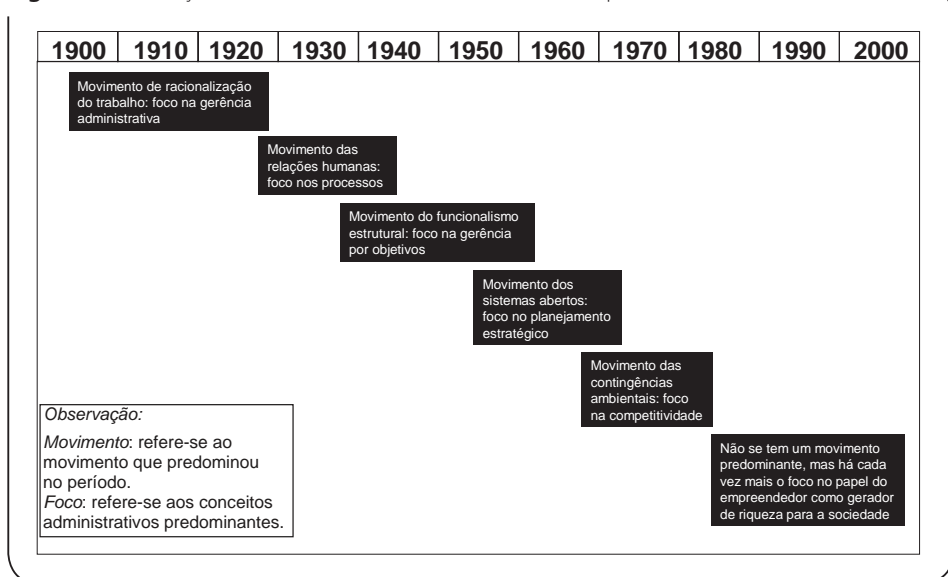 1900 1910 1920 1930 1940 1950 1960 1970 1980 1990 2000
Movimento de racionalização
do trabalho: foco na gerência
administrativa
Movimento das
relações humanas:
foco nos processos
Movimento do funcionalismo
estrutural: foco na gerência
por objetivos
Movimento dos
sistemas abertos:
foco no planejamento
estratégico
Movimento das
contingências
ambientais: foco
na competitividade
Não se tem um movimento
predominante, mas há cada
vez mais o foco no papel do
empreendedor como gerador
de riqueza para a sociedade
Observação:
Movimento: refere-se ao
movimento que predominou
no período.
Foco: refere-se aos conceitos
administrativos predominantes.